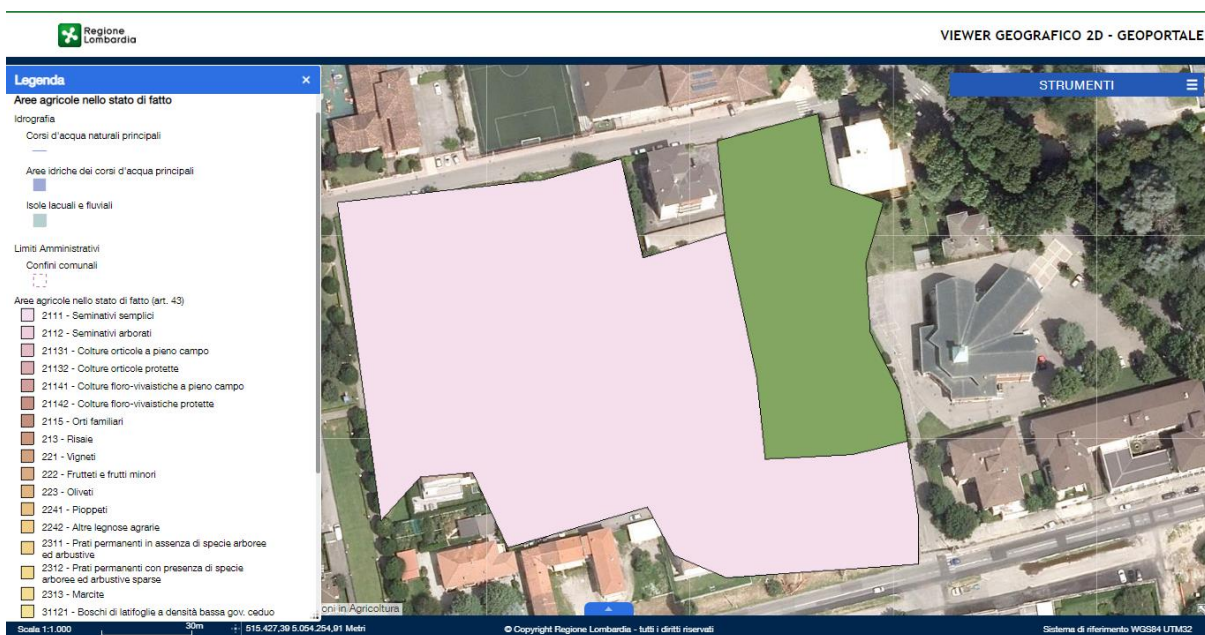 Regione
Lombardia
VIEWER GEOGRAFICO 2D - GEOPORTALE
Legenda ×
STRUMENTI
Aree agricole nello stato di fatto
Idrografia
Corsi d'acqua naturali principali
Aree idriche dei corsi d'acqua principali
Isole lacuali e fluviali
Limiti Amministrativi
Confini comunali
Aree agricole nello stato di fatto (art. 43)
2111 - Seminativi semplici
2112 - Seminativi arborati
21131 - Colture orticole a pieno campo
21132 - Colture orticole protette
21141 - Colture floro-vivaistiche a pieno campo
21142 - Colture floro-vivaistiche protette
2115 - Orti familiari
213 - Risaie
221 - Vigneti
222 - Frutteti e frutti minori
223 - Oliveti
2241 - Pioppeti
2242 - Altre legnose agrarie
2311 - Prati permanenti in assenza di specie arboree
ed arbustive
2312 - Prati permanenti con presenza di specie
arboree ed arbustive sparse
2313 - Marcite
31121 - Boschi di latifoglie a densità bassa gov. ceduo
oni in Agricoltura
Scala 1:1.000 30m 515.427,39 5.054.254,91 Metri © Copyright Regione Lombardia - tutti i diritti riservati Sistema di riferimento WGS84 UTM32